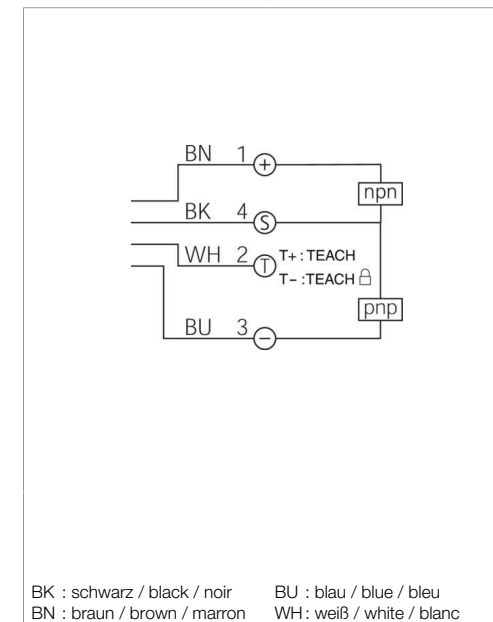 BN 1 +
npn
BK 4 S
WH 2 T T+: TEACH
T– :TEACH
pnp
BU 3 –
BK : schwarz / black / noir BU : blau / blue / bleu
BN : braun / brown / marron WH : weiß / white / blanc